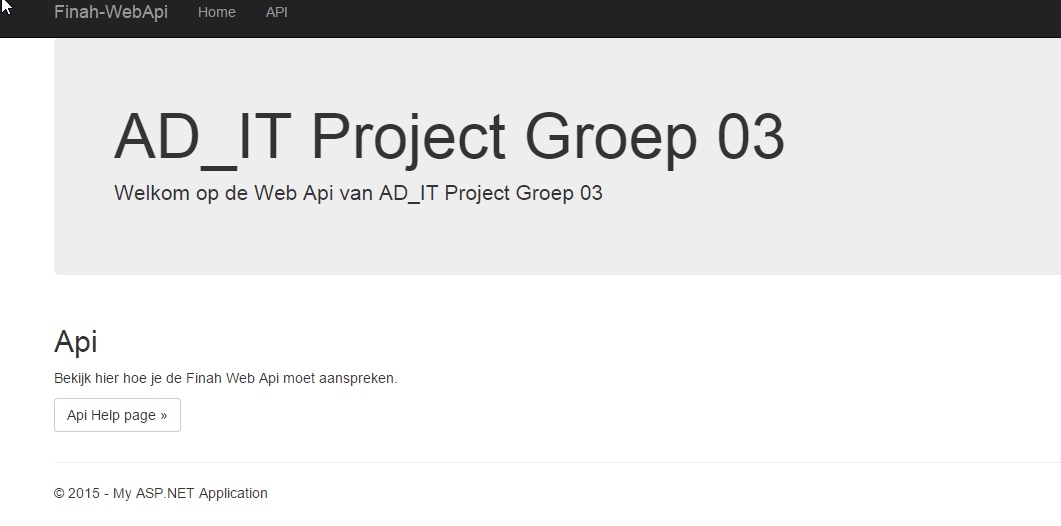 Finah-WebApi Home API
AD_IT Project Groep 03
Welkom op de Web Api van AD_IT Project Groep 03
Api
Bekijk hier hoe je de Finah Web Api moet aanspreken.
Api Help page »
© 2015 - My ASP.NET Application